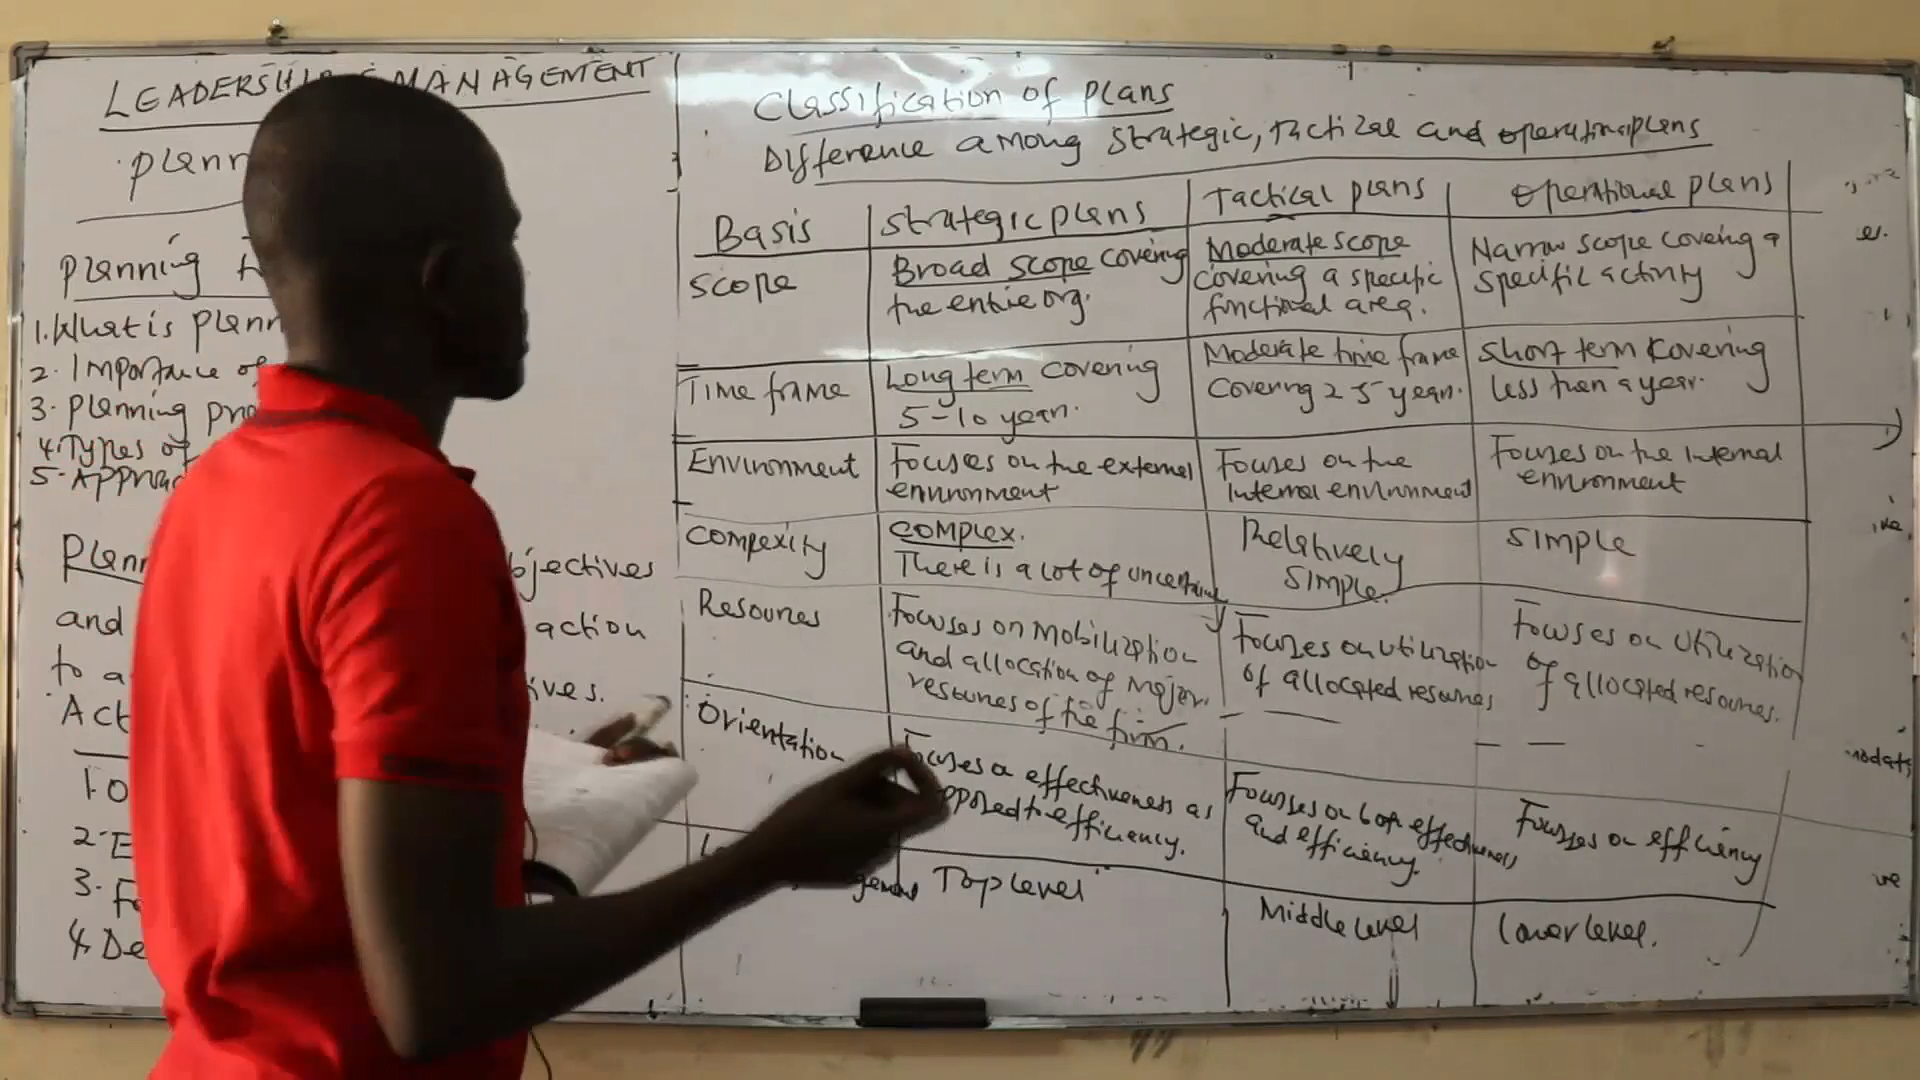 LEADERSHIP & MANAGEMENT
plann
planning
1. What is plann
2. Importance of
3. planning pro
4. Types of
5. Approac
Plann
bjectives
and
action
to a
ives.
Act
2. E
3. Fo
4. De
Classification of plans
Difference among strategic, Tactical and operational plans
Basis
Strategic plans
Tactical plans
Operational plans
Scope
Broad scope covering
the entire org.
Moderate scope
covering a specific
functional area.
Narrow scope covering a
specific activity
Time frame
Long term covering
5-10 years.
Moderate time frame
Covering 2-5 years.
Short term covering
less than a year.
Environment
Focuses on the external
environment
Focuses on the
internal environment
Focuses on the internal
environment
Compexity
complex.
There is a lot of uncertain
Relatively
simple.
Simple
Resources
Focuses on mobilization
and allocation of major
resources of the firm.
Focuses on utilization
of allocated resources
Focuses on utilization
of allocated resources.
Orientation
Focuses on effectiveness as
opposed to efficiency.
Focuses on both effectiveness
and efficiency.
Focuses on efficiency
Top level
Middle level
Lower level.